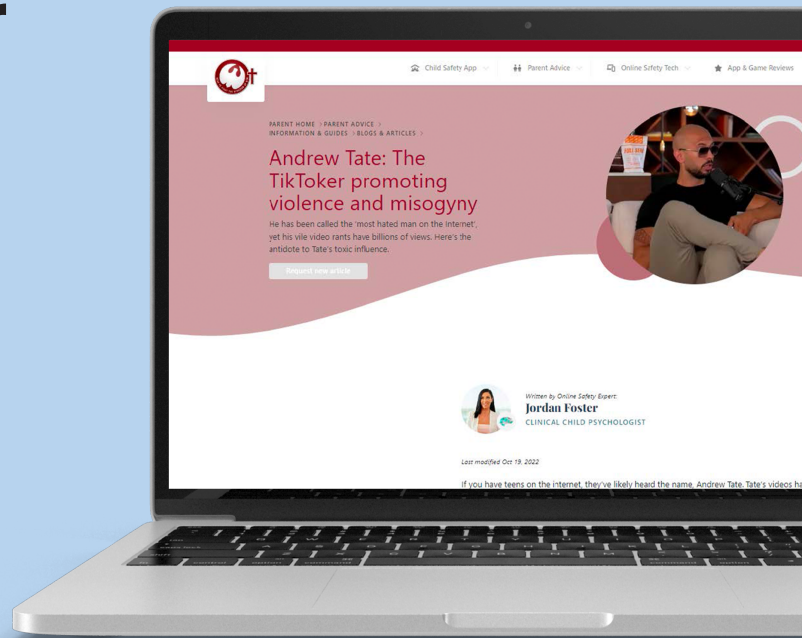 Child Safety App
Parent Advice
Online Safety Tech
App & Game Reviews
PARENT HOME > PARENT ADVICE >
INFORMATION & GUIDES > BLOGS & ARTICLES >
Andrew Tate: The
TikToker promoting
violence and misogyny
He has been called the 'most hated man on the internet',
yet his vile video rants have billions of views. Here's the
antidote to Tate's toxic influence.
Request new article
Written by Online Safety Expert:
Jordan Foster
CLINICAL CHILD PSYCHOLOGIST
Last modified Oct 19, 2022
If you have teens on the internet, they've likely heard the name, Andrew Tate. Tate's videos ha